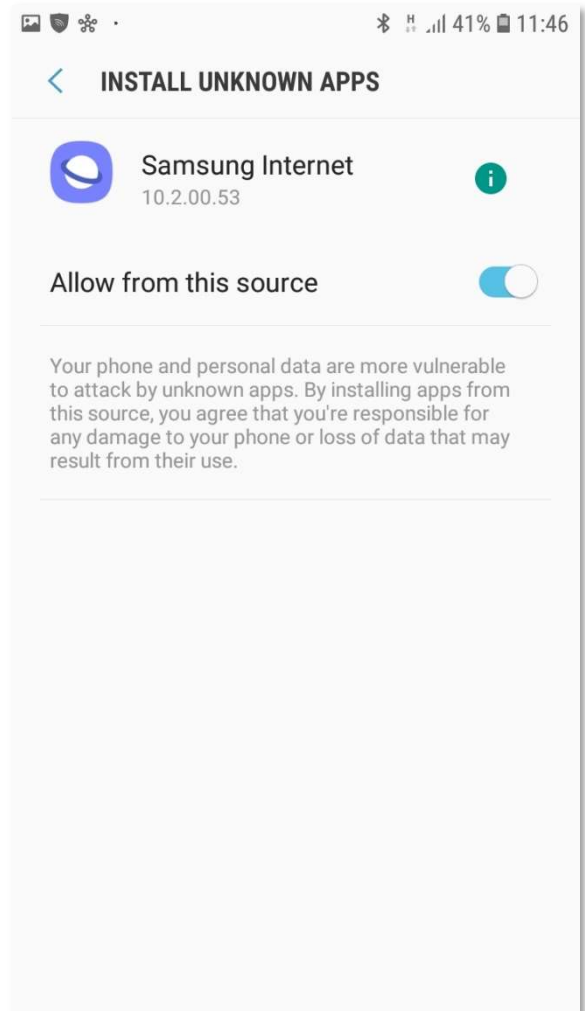 H 41% 11:46
INSTALL UNKNOWN APPS
Samsung Internet
10.2.00.53
Allow from this source
Your phone and personal data are more vulnerable
to attack by unknown apps. By installing apps from
this source, you agree that you're responsible for
any damage to your phone or loss of data that may
result from their use.